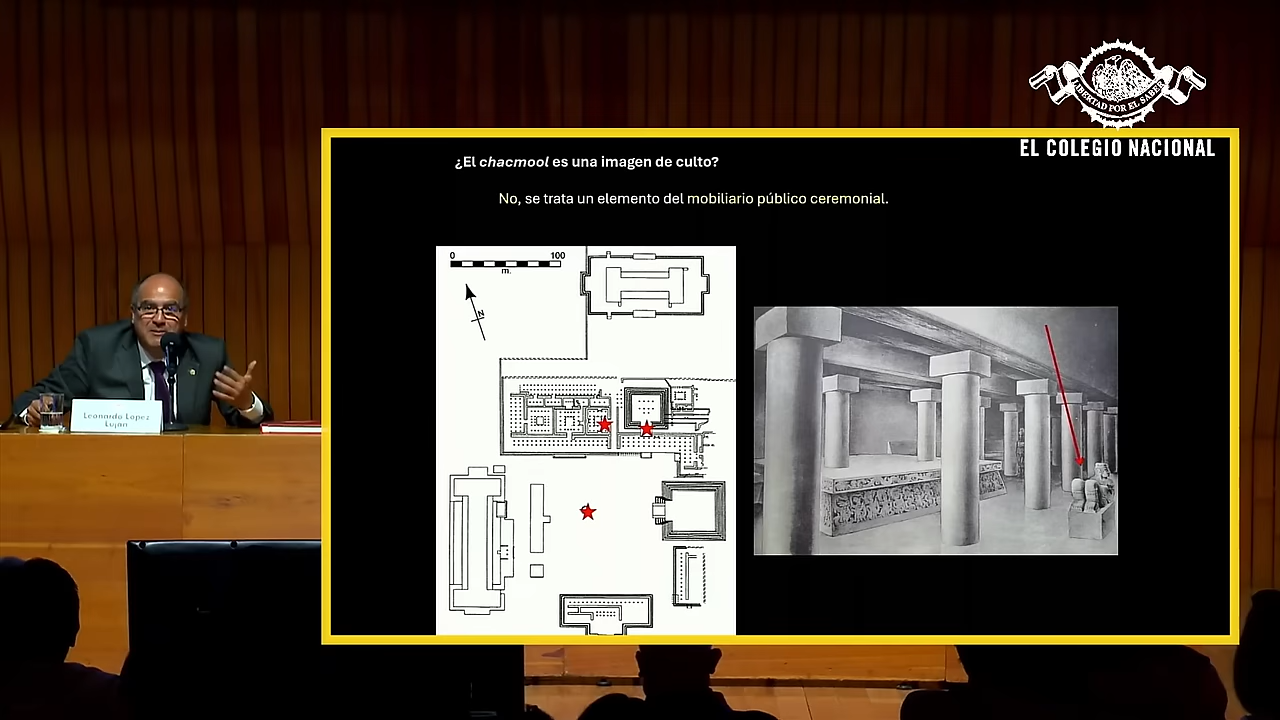 LIBERTAD POR EL SABER
EL COLEGIO NACIONAL
¿El chacmool es una imagen de culto?
No, se trata un elemento del mobiliario público ceremonial.
0 100
m.
N
Leonardo López
Luján